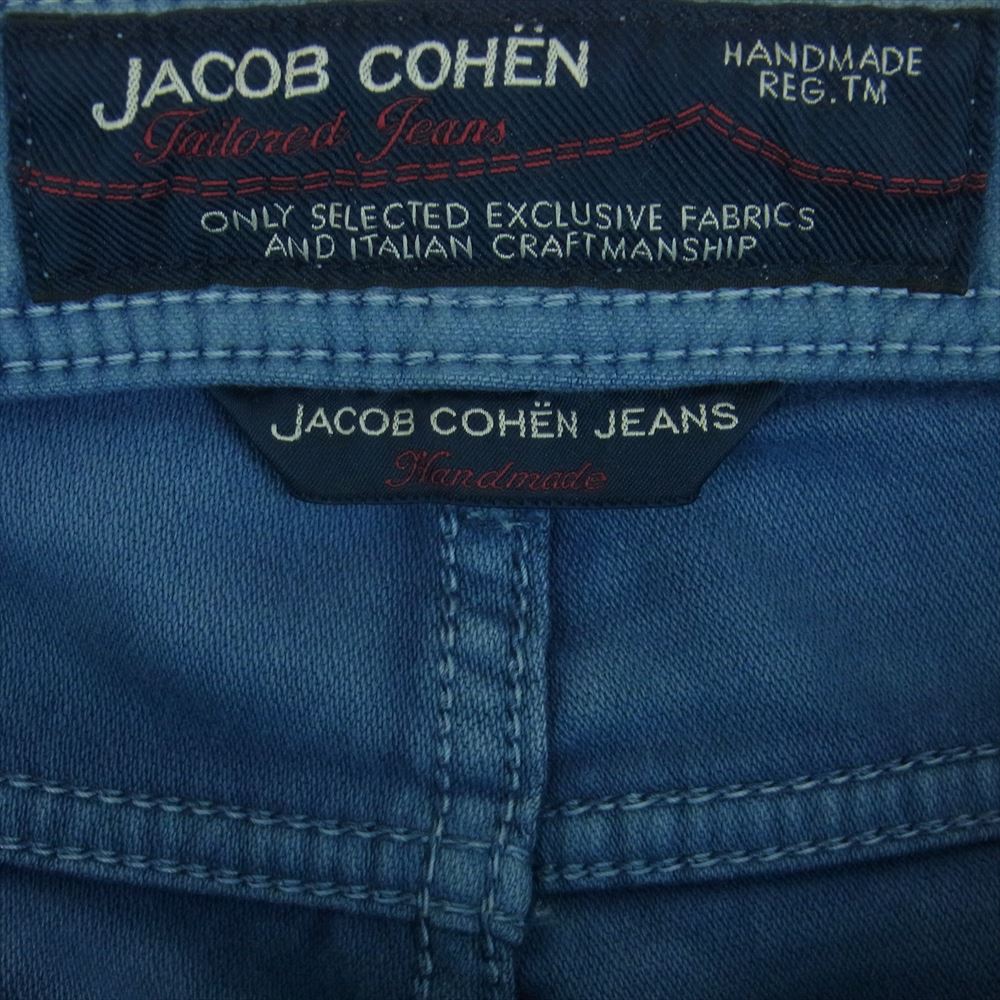 JACOB COHËN
Tailored Jeans
HANDMADE
REG.TM
ONLY SELECTED EXCLUSIVE FABRICS
AND ITALIAN CRAFTMANSHIP
JACOB COHËN JEANS
Handmade